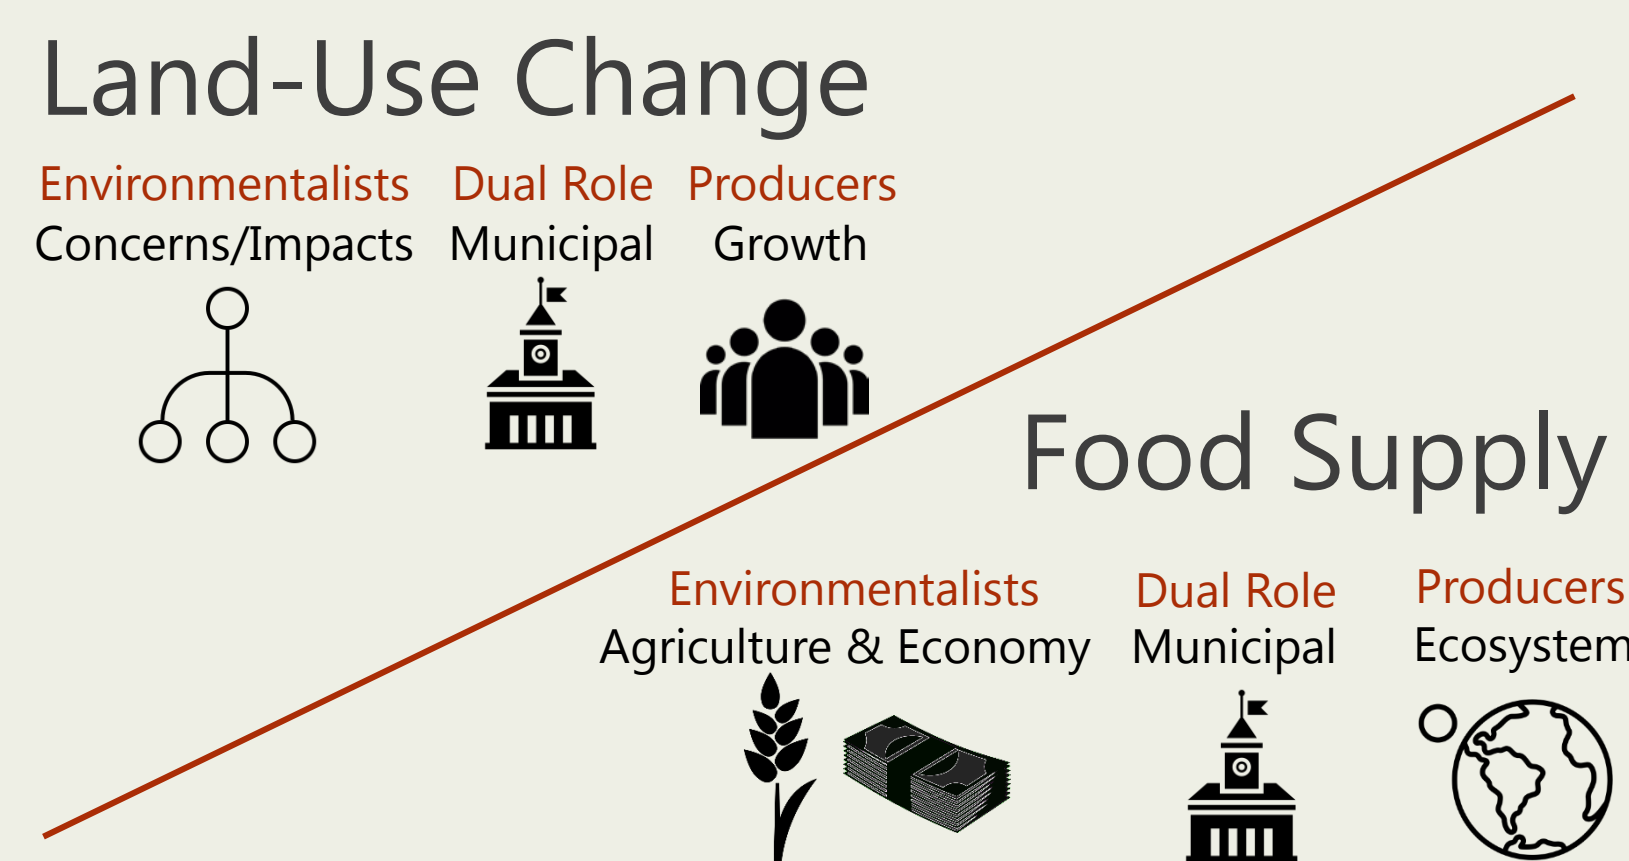 Land-Use Change
Environmentalists Dual Role Producers
Concerns/Impacts Municipal Growth
Food Supply
Environmentalists Dual Role Producers
Agriculture & Economy Municipal Ecosystem